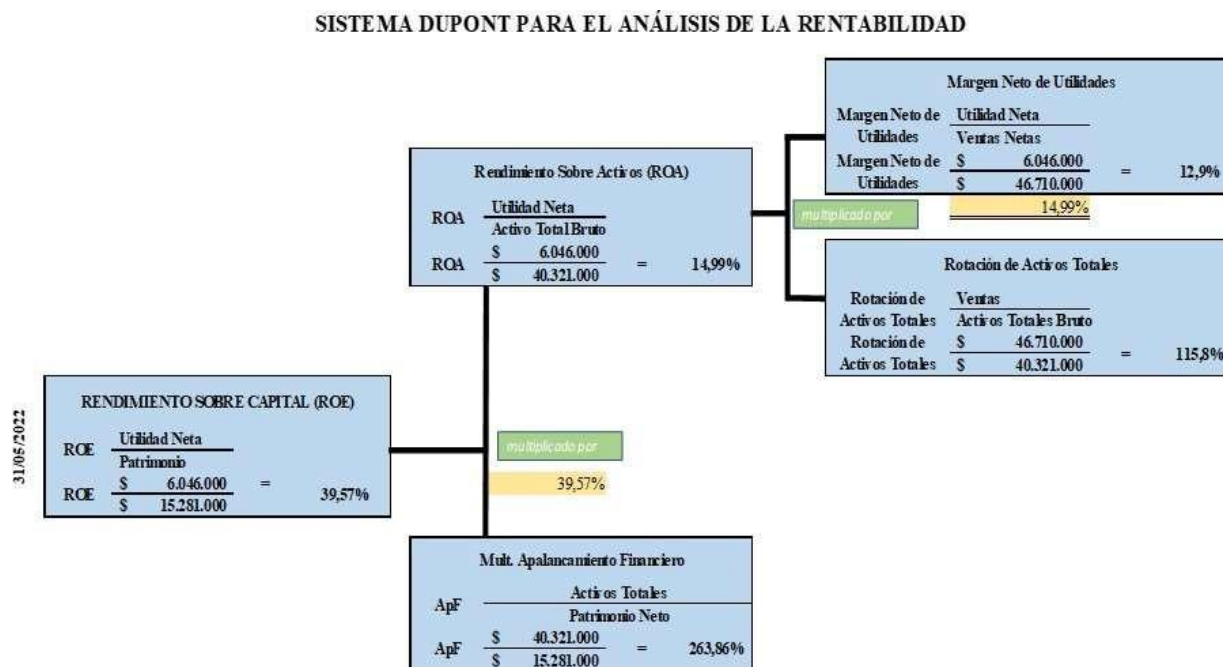 SISTEMA DUPONT PARA EL ANÁLISIS DE LA RENTABILIDAD
Margen Neto de Utilidades
Margen Neto de Utilidades
Utilidad Neta
Ventas Netas
Margen Neto de Utilidades
$ 6.046.000
$ 46.710.000
= 12,9%
14,99%
multiplicado por
Rendimiento Sobre Activos (ROA)
ROA
Utilidad Neta
Activo Total Bruto
ROA
$ 6.046.000
$ 40.321.000
= 14,99%
Rotación de Activos Totales
Rotación de Activos Totales
Ventas
Activos Totales Bruto
Rotación de Activos Totales
$ 46.710.000
$ 40.321.000
= 115,8%
31/05/2022
RENDIMIENTO SOBRE CAPITAL (ROE)
ROE
Utilidad Neta
Patrimonio
ROE
$ 6.046.000
$ 15.281.000
= 39,57%
multiplicado por
39,57%
Mult. Apalancamiento Financiero
ApF
Activos Totales
Patrimonio Neto
ApF
$ 40.321.000
$ 15.281.000
= 263,86%